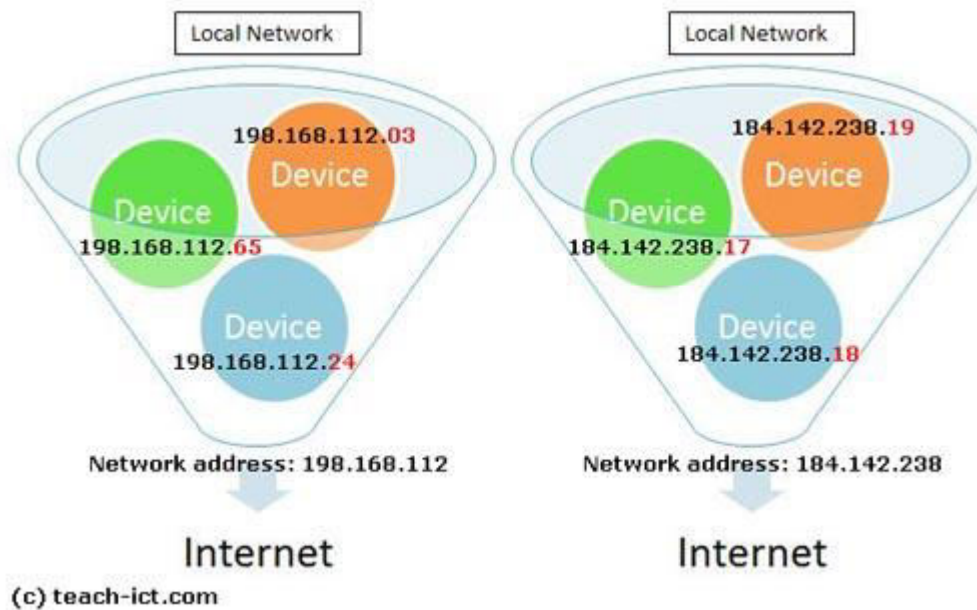 Local Network
198.168.112.03
Device
Device
198.168.112.65
Device
198.168.112.24
Network address: 198.168.112
Internet
Local Network
184.142.238.19
Device
Device
184.142.238.17
Device
184.142.238.18
Network address: 184.142.238
Internet
(c) teach-ict.com